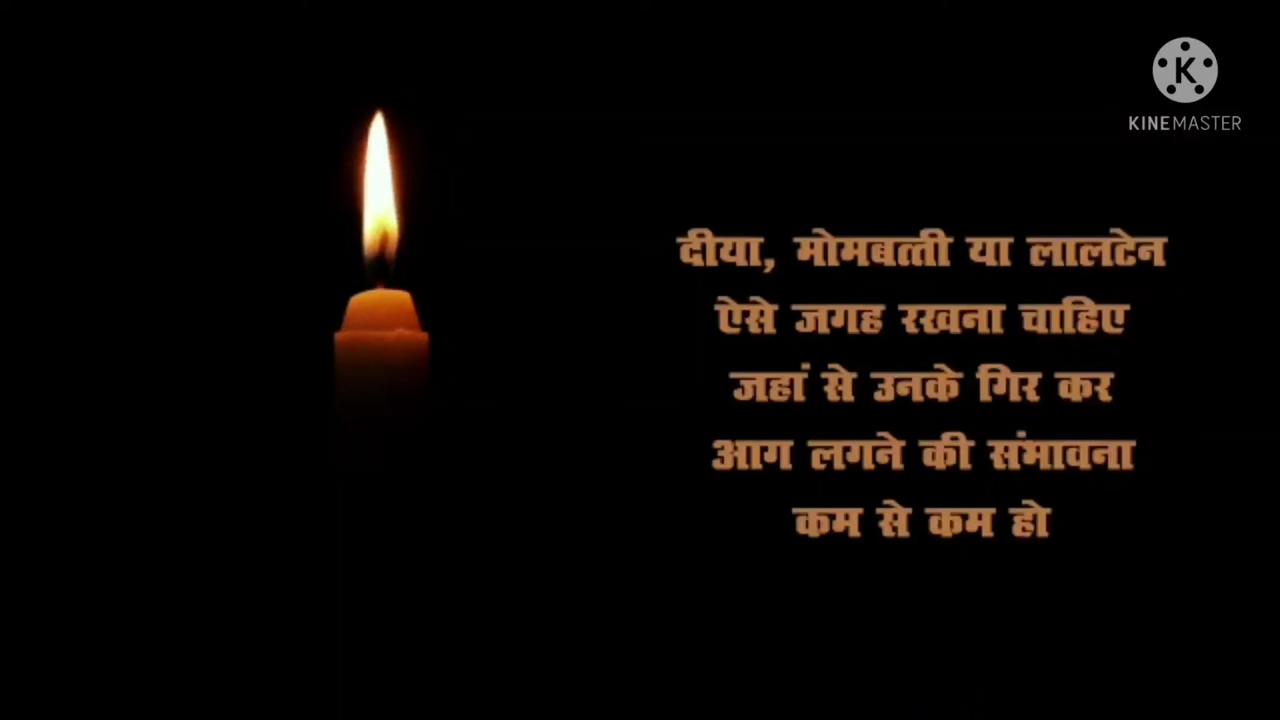 KINEMASTER
दीया, मोमबत्ती या लालटेन
ऐसे जगह रखना चाहिए
जहां से उनके गिर कर
आग लगने की संभावना
कम से कम हो